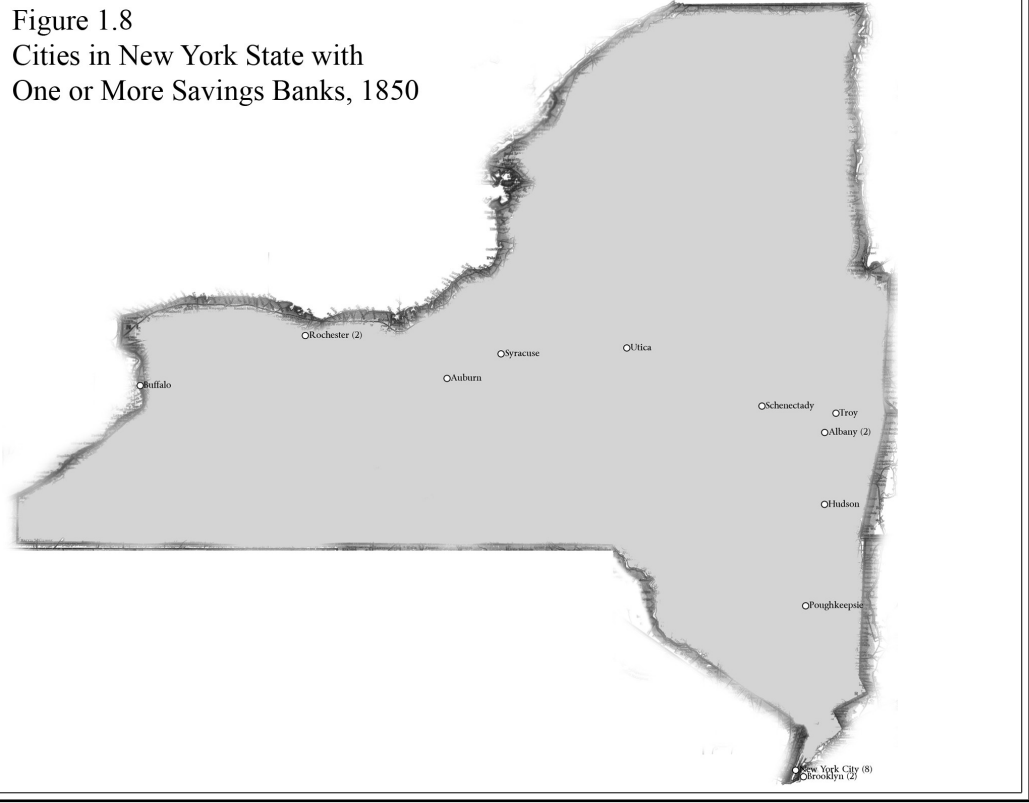 Figure 1.8
Cities in New York State with
One or More Savings Banks, 1850
Rochester (2)
Utica
Syracuse
Auburn
Buffalo
Schenectady
Troy
Albany (2)
Hudson
Poughkeepsie
New York City (8)
Brooklyn (2)